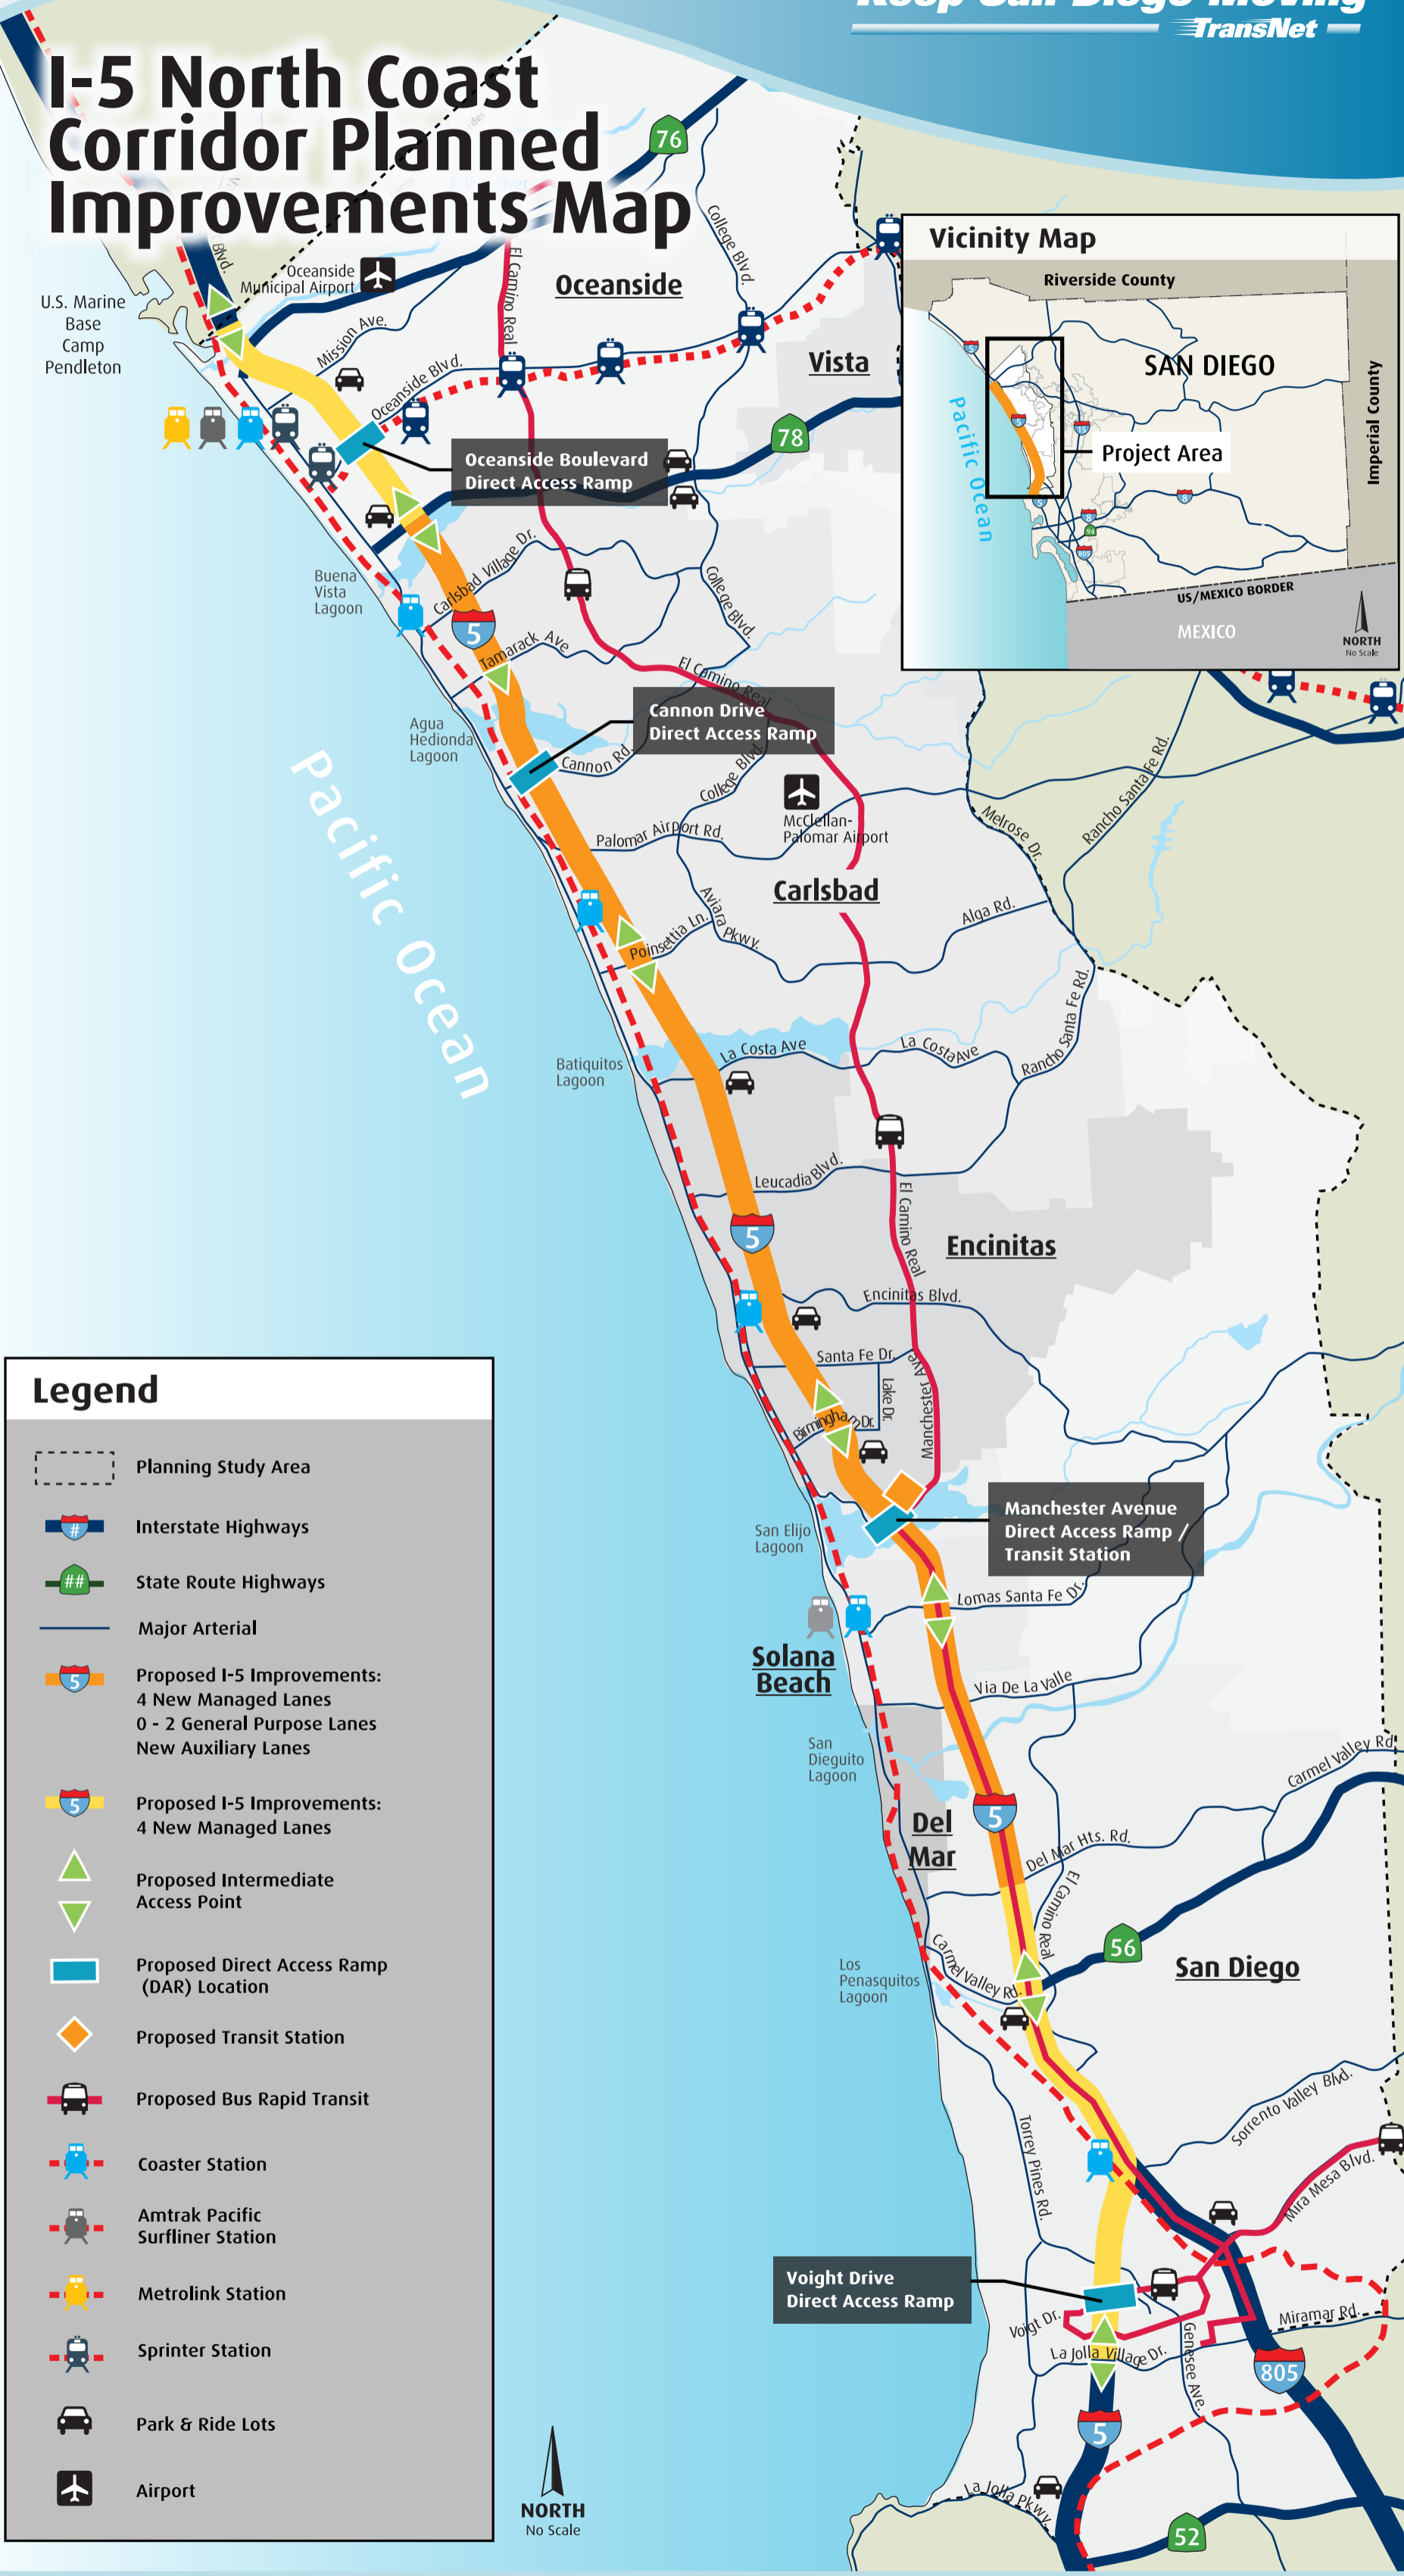 Keep San Diego Moving
TransNet
I-5 North Coast
Corridor Planned
Improvements Map
76
College Blvd.
Blvd.
Oceanside
Municipal Airport
El Camino Real
Oceanside
U.S. Marine
Base
Camp
Pendleton
Mission Ave.
Oceanside Blvd.
Vista
78
Oceanside Boulevard
Direct Access Ramp
Vicinity Map
Riverside County
SAN DIEGO
Imperial County
Pacific Ocean
5
5
15
Project Area
5
8
8
94
805
US/MEXICO BORDER
MEXICO
NORTH
No Scale
Buena
Vista
Lagoon
Carlsbad Village Dr.
5
College Blvd.
Tamarack Ave
El Camino Real
Cannon Drive
Direct Access Ramp
Agua
Hedionda
Lagoon
Cannon Rd.
College Blvd.
Rancho Santa Fe Rd.
Pacific Ocean
McClellan-
Palomar Airport
Palomar Airport Rd.
Melrose Dr.
Carlsbad
Aviara Pkwy.
Alga Rd.
Poinsettia Ln.
Batiquitos
Lagoon
La Costa Ave
La Costa Ave
Rancho Santa Fe Rd.
Leucadia Blvd.
El Camino Real
5
Encinitas
Encinitas Blvd.
Santa Fe Dr.
Lake Dr.
Manchester Ave.
Birmingham Dr.
Manchester Avenue
Direct Access Ramp /
Transit Station
San Elijo
Lagoon
Lomas Santa Fe Dr.
Solana
Beach
Via De La Valle
San
Dieguito
Lagoon
Carmel Valley Rd
5
Del
Mar
Del Mar Hts. Rd.
El Camino Real
56
San Diego
Carmel Valley Rd.
Los
Penasquitos
Lagoon
Sorrento Valley Blvd.
Torrey Pines Rd.
Mira Mesa Blvd.
Voight Drive
Direct Access Ramp
Voigt Dr.
Miramar Rd.
La Jolla Village Dr.
Genesee Ave.
805
5
La Jolla Pkwy.
52
Legend
Planning Study Area
# Interstate Highways
## State Route Highways
Major Arterial
5 Proposed I-5 Improvements:
4 New Managed Lanes
0 - 2 General Purpose Lanes
New Auxiliary Lanes
5 Proposed I-5 Improvements:
4 New Managed Lanes
Proposed Intermediate
Access Point
Proposed Direct Access Ramp
(DAR) Location
Proposed Transit Station
Proposed Bus Rapid Transit
Coaster Station
Amtrak Pacific
Surfliner Station
Metrolink Station
Sprinter Station
Park & Ride Lots
Airport
NORTH
No Scale